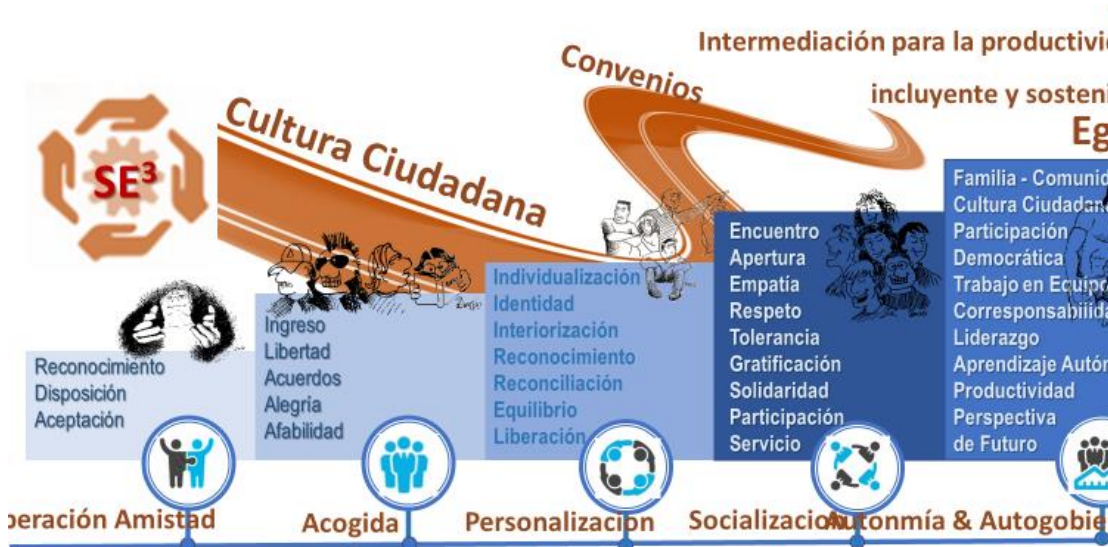 Intermediación para la productivid
incluyente y sosteni
Eg
Convenios
Cultura Ciudadana
SE³
Reconocimiento
Disposición
Aceptación
Ingreso
Libertad
Acuerdos
Alegría
Afabilidad
Individualización
Identidad
Interiorización
Reconocimiento
Reconciliación
Equilibrio
Liberación
Encuentro
Apertura
Empatía
Respeto
Tolerancia
Gratificación
Solidaridad
Participación
Servicio
Familia - Comunid
Cultura Ciudadana
Participación
Democrática
Trabajo en Equipo
Corresponsabilida
Liderazgo
Aprendizaje Autón
Productividad
Perspectiva
de Futuro
peración Amistad
Acogida
Personalización
Socialización
Autonmía & Autogobie